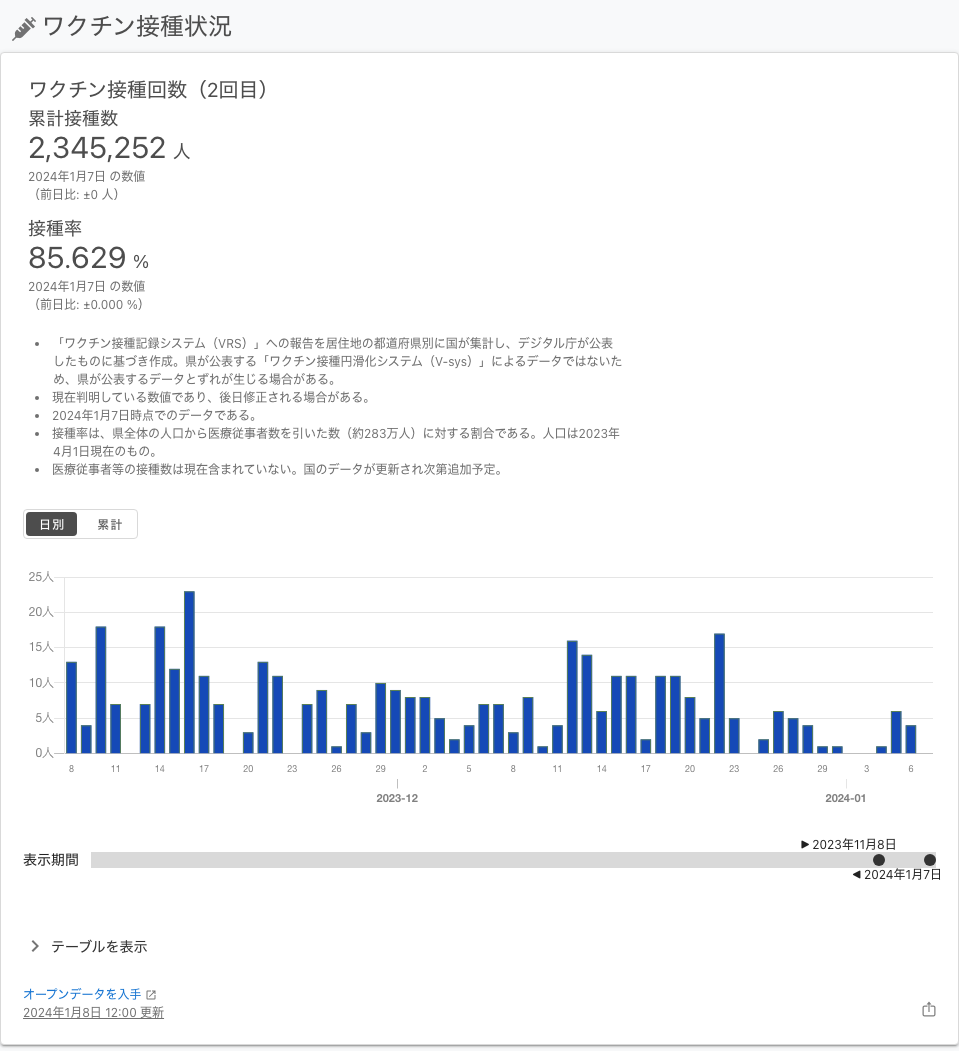 ワクチン接種状況
ワクチン接種回数（2回目）
累計接種数
2,345,252 人
2024年1月7日 の数値
（前日比: ±0 人）
接種率
85.629 %
2024年1月7日 の数値
（前日比: ±0.000 %）
• 「ワクチン接種記録システム（VRS）」への報告を居住地の都道府県別に国が集計し、デジタル庁が公表
したものに基づき作成。県が公表する「ワクチン接種円滑化システム（V-sys）」によるデータではないた
め、県が公表するデータとずれが生じる場合がある。
• 現在判明している数値であり、後日修正される場合がある。
• 2024年1月7日時点でのデータである。
• 接種率は、県全体の人口から医療従事者数を引いた数（約283万人）に対する割合である。人口は2023年
4月1日現在のもの。
• 医療従事者等の接種数は現在含まれていない。国のデータが更新され次第追加予定。
日別 累計
25人
20人
15人
10人
5人
0人
8 11 14 17 20 23 26 29 2 5 8 11 14 17 20 23 26 29 3 6
2023-12 2024-01
▶ 2023年11月8日
表示期間
◀ 2024年1月7日
テーブルを表示
オープンデータを入手
2024年1月8日 12:00 更新